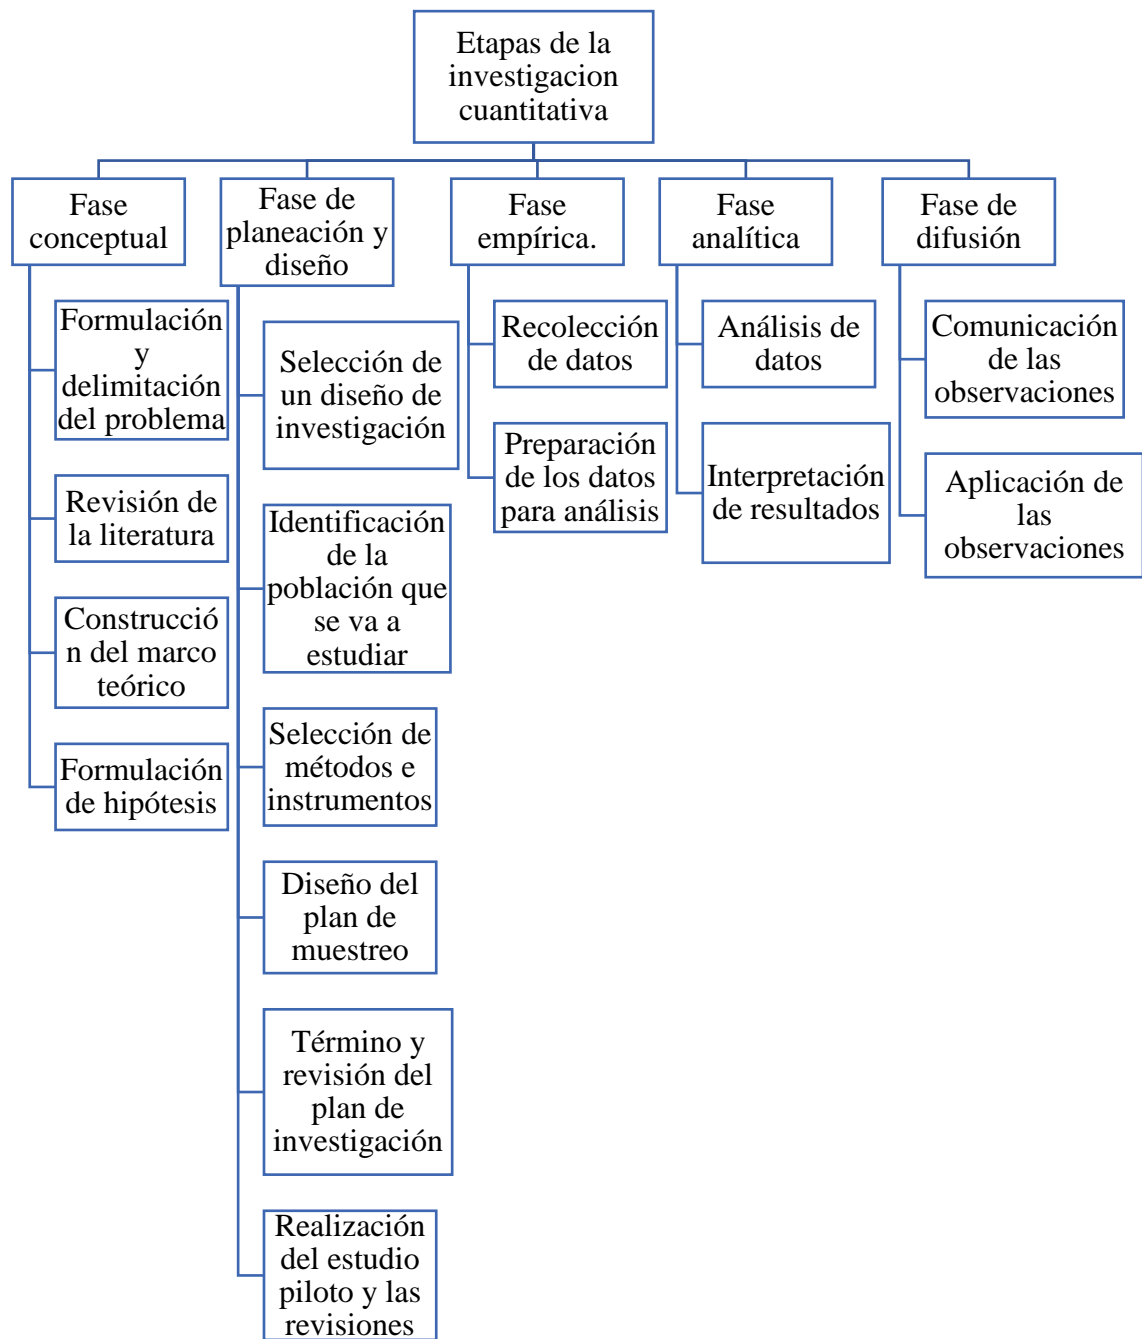 Etapas de la
investigacion
cuantitativa
Fase
conceptual
Formulación
y
delimitación
del problema
Revisión de
la literatura
Construcció
n del marco
teórico
Formulación
de hipótesis
Fase de
planeación y
diseño
Selección de
un diseño de
investigación
Identificación
de la
población que
se va a
estudiar
Selección de
métodos e
instrumentos
Diseño del
plan de
muestreo
Término y
revisión del
plan de
investigación
Realización
del estudio
piloto y las
revisiones
Fase
empírica.
Recolección
de datos
Preparación
de los datos
para análisis
Fase
analítica
Análisis de
datos
Interpretación
de resultados
Fase de
difusión
Comunicación
de las
observaciones
Aplicación de
las
observaciones